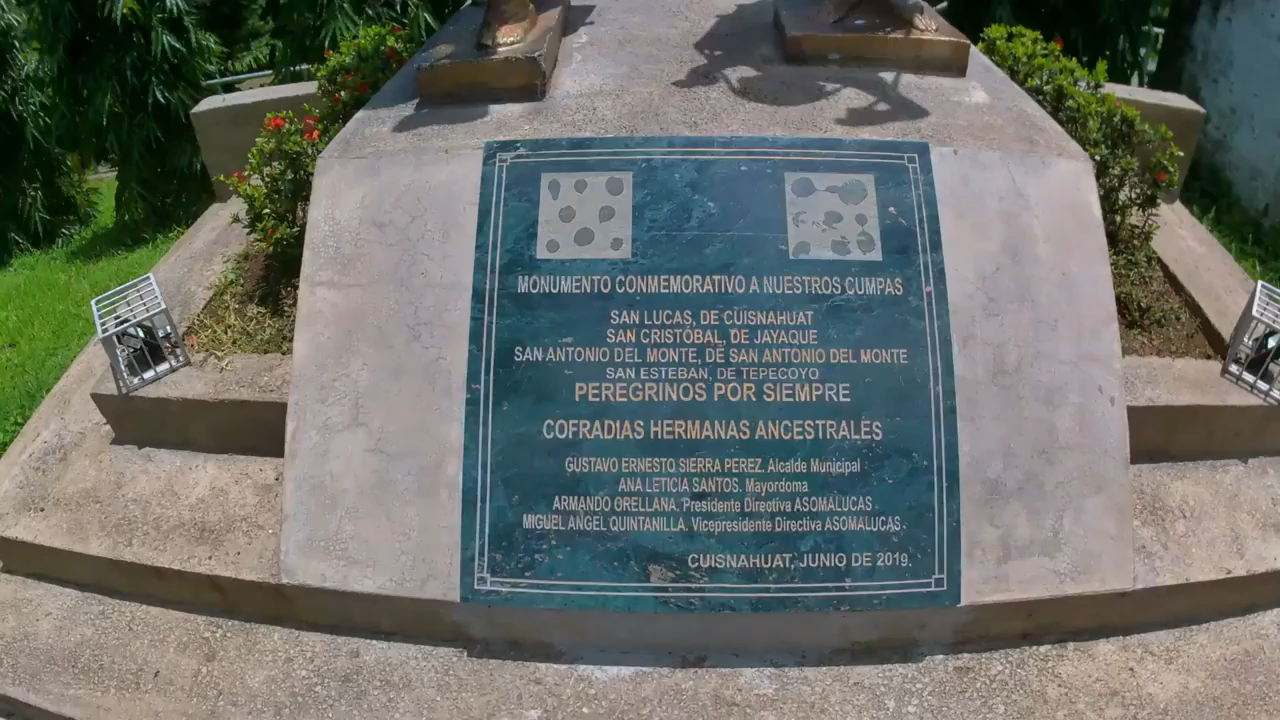 MONUMENTO CONMEMORATIVO A NUESTROS CUMPAS
SAN LUCAS, DE CUISNAHUAT
SAN CRISTOBAL, DE JAYAQUE
SAN ANTONIO DEL MONTE, DE SAN ANTONIO DEL MONTE
SAN ESTEBAN, DE TEPECOYO
PEREGRINOS POR SIEMPRE
COFRADIAS HERMANAS ANCESTRALES
GUSTAVO ERNESTO SIERRA PEREZ. Alcalde Municipal
ANA LETICIA SANTOS. Mayordoma
ARMANDO ORELLANA. Presidente Directiva ASOMALUCAS
MIGUEL ANGEL QUINTANILLA. Vicepresidente Directiva ASOMALUCAS.
CUISNAHUAT, JUNIO DE 2019.